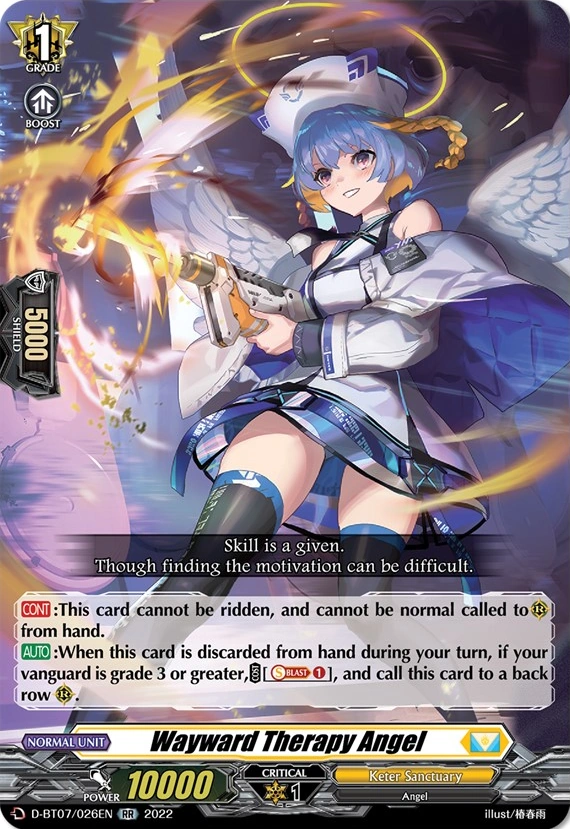 1
GRADE
BOOST
5000
SHIELD
Skill is a given.
Though finding the motivation can be difficult.
CONT:This card cannot be ridden, and cannot be normal called to R
from hand.
AUTO:When this card is discarded from hand during your turn, if your
vanguard is grade 3 or greater, COST[S BLAST 1], and call this card to a back
row R.
NORMAL UNIT
Wayward Therapy Angel
POWER 10000
CRITICAL
1
Keter Sanctuary
Angel
D-BT07/026EN RR 2022
illust/椿春雨